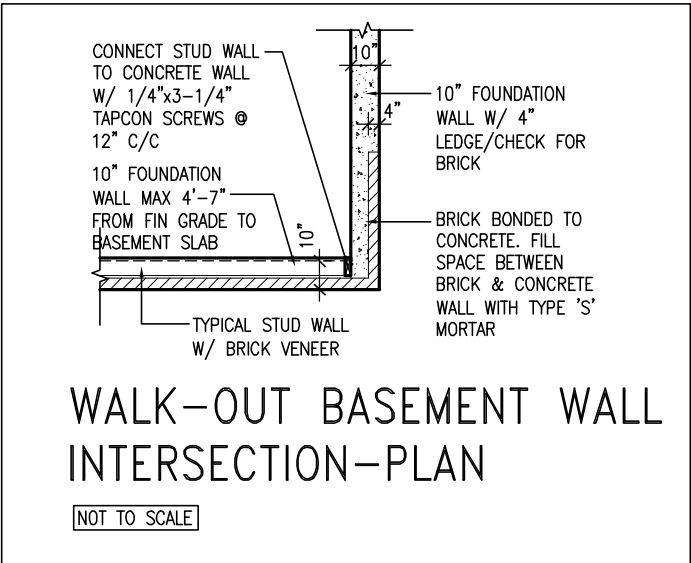 CONNECT STUD WALL
TO CONCRETE WALL
W/ 1/4"x3-1/4"
TAPCON SCREWS @
12" C/C
10" FOUNDATION
WALL MAX 4'-7"
FROM FIN GRADE TO
BASEMENT SLAB
10"
10"
4"
10" FOUNDATION
WALL W/ 4"
LEDGE/CHECK FOR
BRICK
BRICK BONDED TO
CONCRETE. FILL
SPACE BETWEEN
BRICK & CONCRETE
WALL WITH TYPE 'S'
MORTAR
TYPICAL STUD WALL
W/ BRICK VENEER
WALK-OUT BASEMENT WALL
INTERSECTION-PLAN
NOT TO SCALE